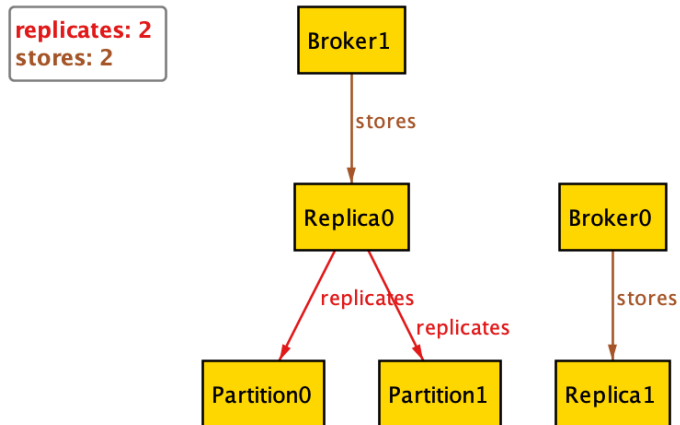 replicates: 2
stores: 2
Broker1
stores
Replica0
Broker0
replicates
stores
replicates
Partition0
Partition1
Replica1